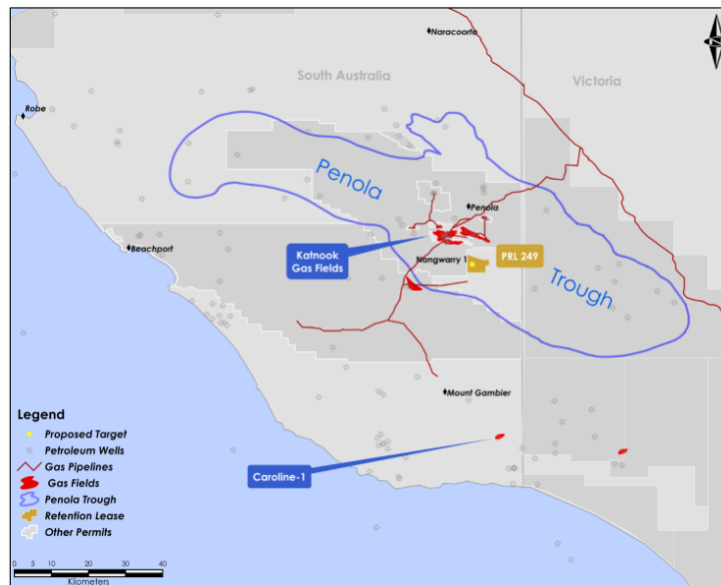 Naracoorte
South Australia
Victoria
Robe
Penola
Penola
Beachport
Katnook
Gas Fields
Nangwarry 1
PRL 249
Trough
Mount Gambier
Legend
Proposed Target
Petroleum Wells
Gas Pipelines
Gas Fields
Penola Trough
Retention Lease
Other Permits
Caroline-1
0 5 10 20 30 40
Kilometers